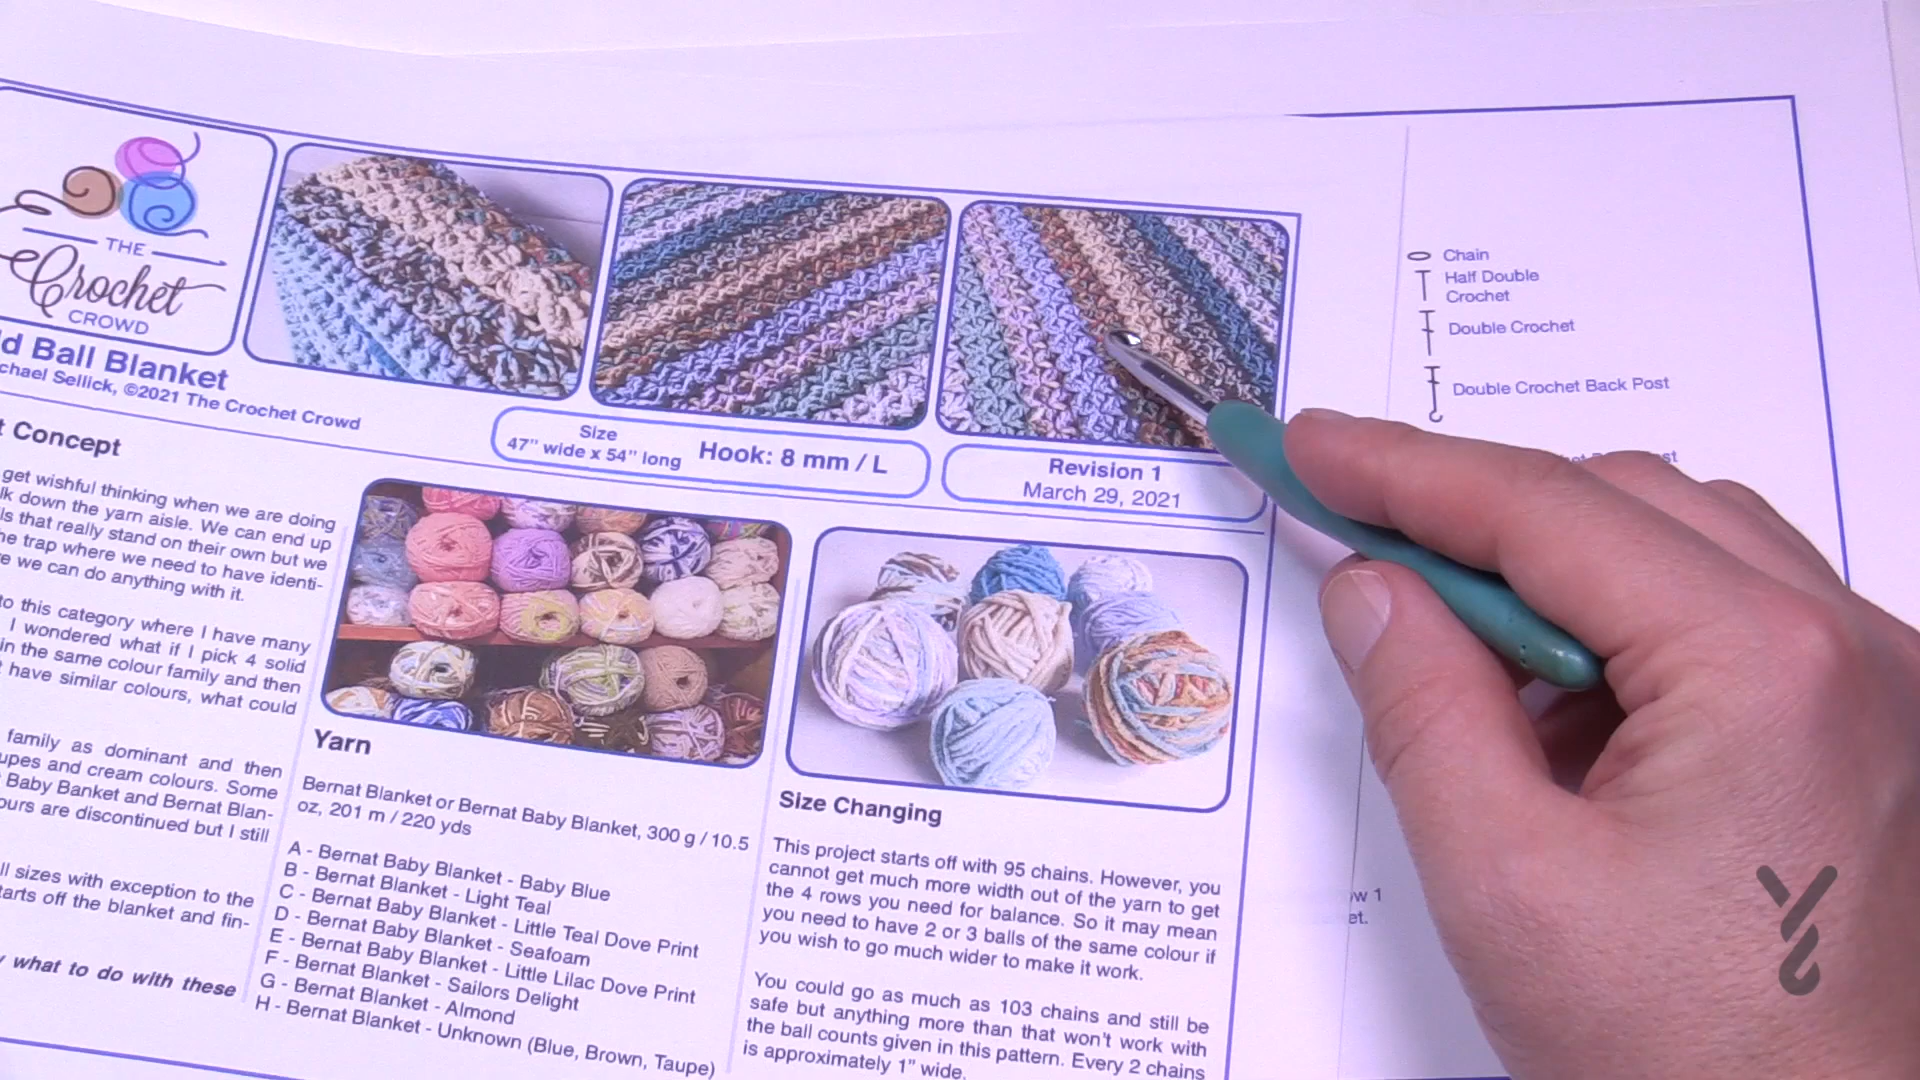 THE
Crochet
CROWD
d Ball Blanket
chael Sellick, ©2021 The Crochet Crowd
Size
47" wide x 54" long
Hook: 8 mm / L
Revision 1
March 29, 2021
t Concept
get wishful thinking when we are doing
lk down the yarn aisle. We can end up
ls that really stand on their own but we
he trap where we need to have identi-
re we can do anything with it.
to this category where I have many
I wondered what if I pick 4 solid
in the same colour family and then
t have similar colours, what could
family as dominant and then
upes and cream colours. Some
t Baby Banket and Bernat Blan-
ours are discontinued but I still
ll sizes with exception to the
tarts off the blanket and fin-
what to do with these
Yarn
Bernat Blanket or Bernat Baby Blanket, 300 g / 10.5
oz, 201 m / 220 yds
A - Bernat Baby Blanket - Baby Blue
B - Bernat Blanket - Light Teal
C - Bernat Baby Blanket - Little Teal Dove Print
D - Bernat Baby Blanket - Seafoam
E - Bernat Baby Blanket - Little Lilac Dove Print
F - Bernat Blanket - Sailors Delight
G - Bernat Blanket - Almond
H - Bernat Blanket - Unknown (Blue, Brown, Taupe)
Size Changing
This project starts off with 95 chains. However, you
cannot get much more width out of the yarn to get
the 4 rows you need for balance. So it may mean
you need to have 2 or 3 balls of the same colour if
you wish to go much wider to make it work.
You could go as much as 103 chains and still be
safe but anything more than that won't work with
the ball counts given in this pattern. Every 2 chains
is approximately 1" wide.
Chain
Half Double
Crochet
Double Crochet
Double Crochet Back Post
ow 1
et.